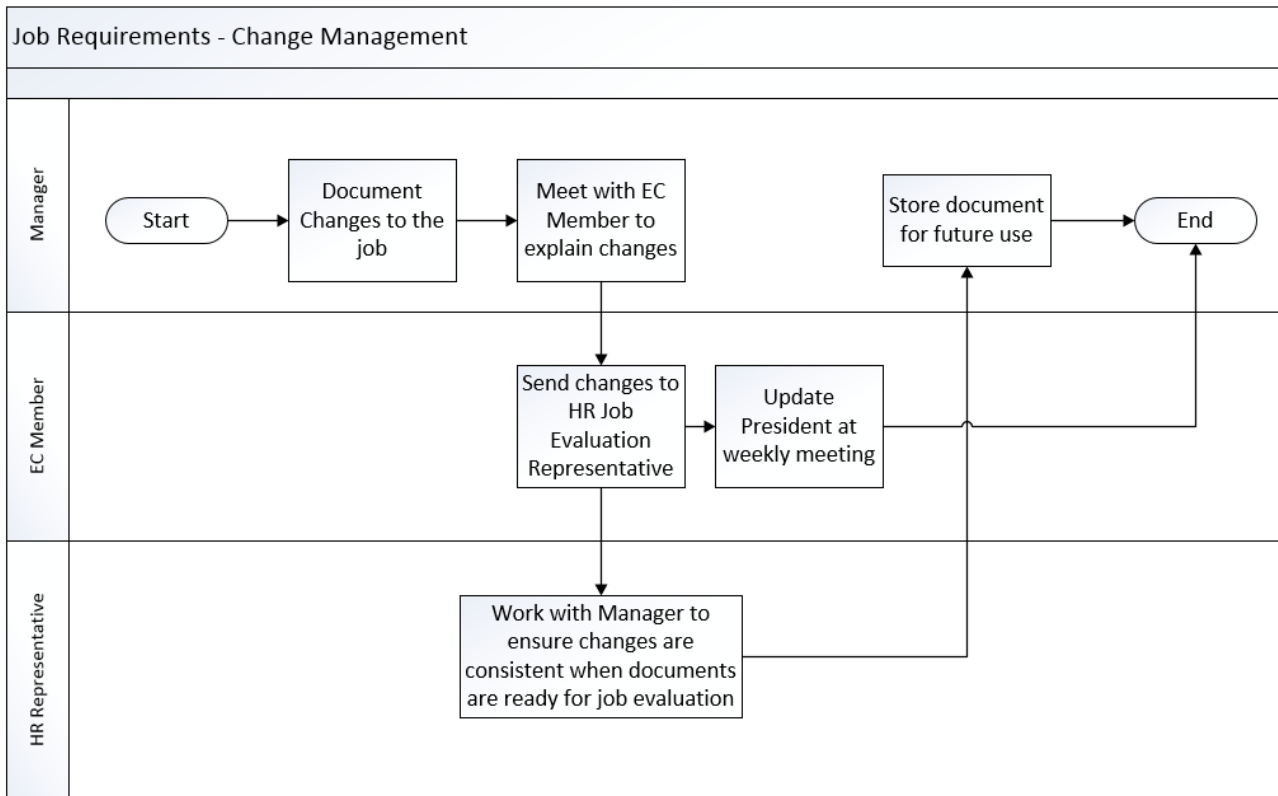 Job Requirements - Change Management
Manager
Start
Document
Changes to the
job
Meet with EC
Member to
explain changes
Store document
for future use
End
EC Member
Send changes to
HR Job
Evaluation
Representative
Update
President at
weekly meeting
HR Representative
Work with Manager to
ensure changes are
consistent when documents
are ready for job evaluation